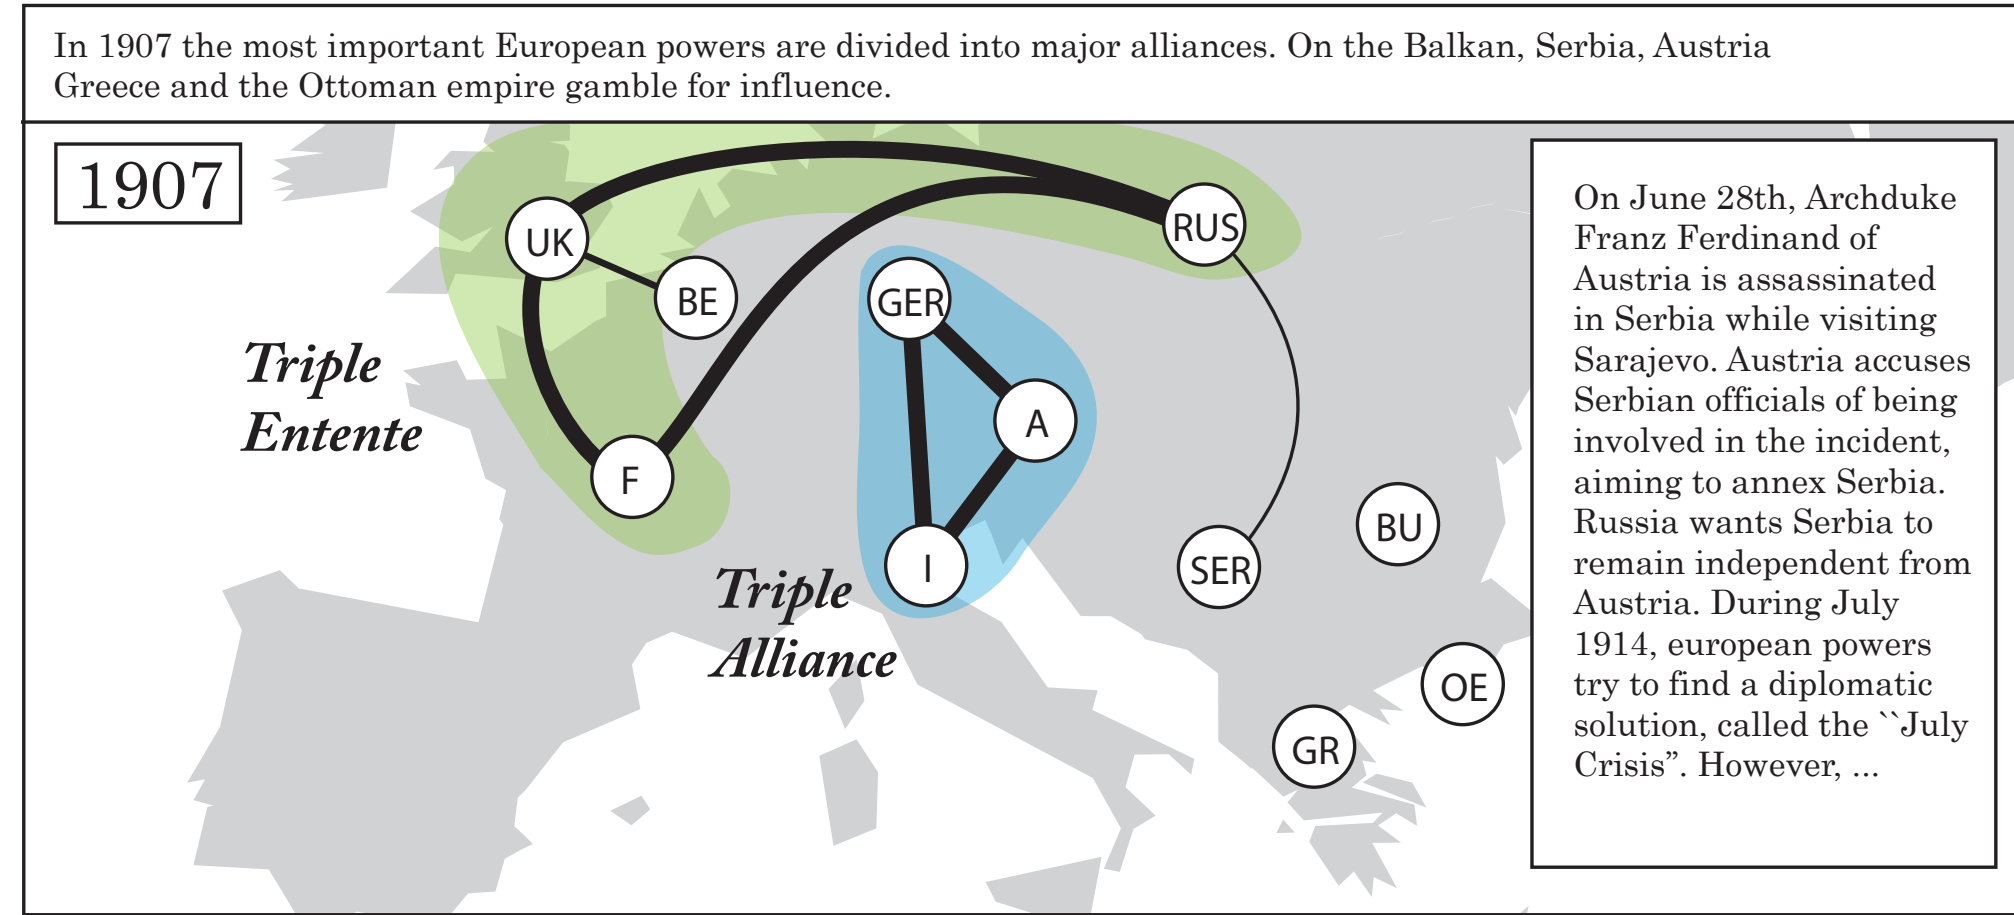 In 1907 the most important European powers are divided into major alliances. On the Balkan, Serbia, Austria
Greece and the Ottoman empire gamble for influence.
1907
UK
BE
RUS
GER
A
F
I
SER
BU
OE
GR
Triple
Entente
Triple
Alliance
On June 28th, Archduke
Franz Ferdinand of
Austria is assassinated
in Serbia while visiting
Sarajevo. Austria accuses
Serbian officials of being
involved in the incident,
aiming to annex Serbia.
Russia wants Serbia to
remain independent from
Austria. During July
1914, european powers
try to find a diplomatic
solution, called the ``July
Crisis”. However, ...